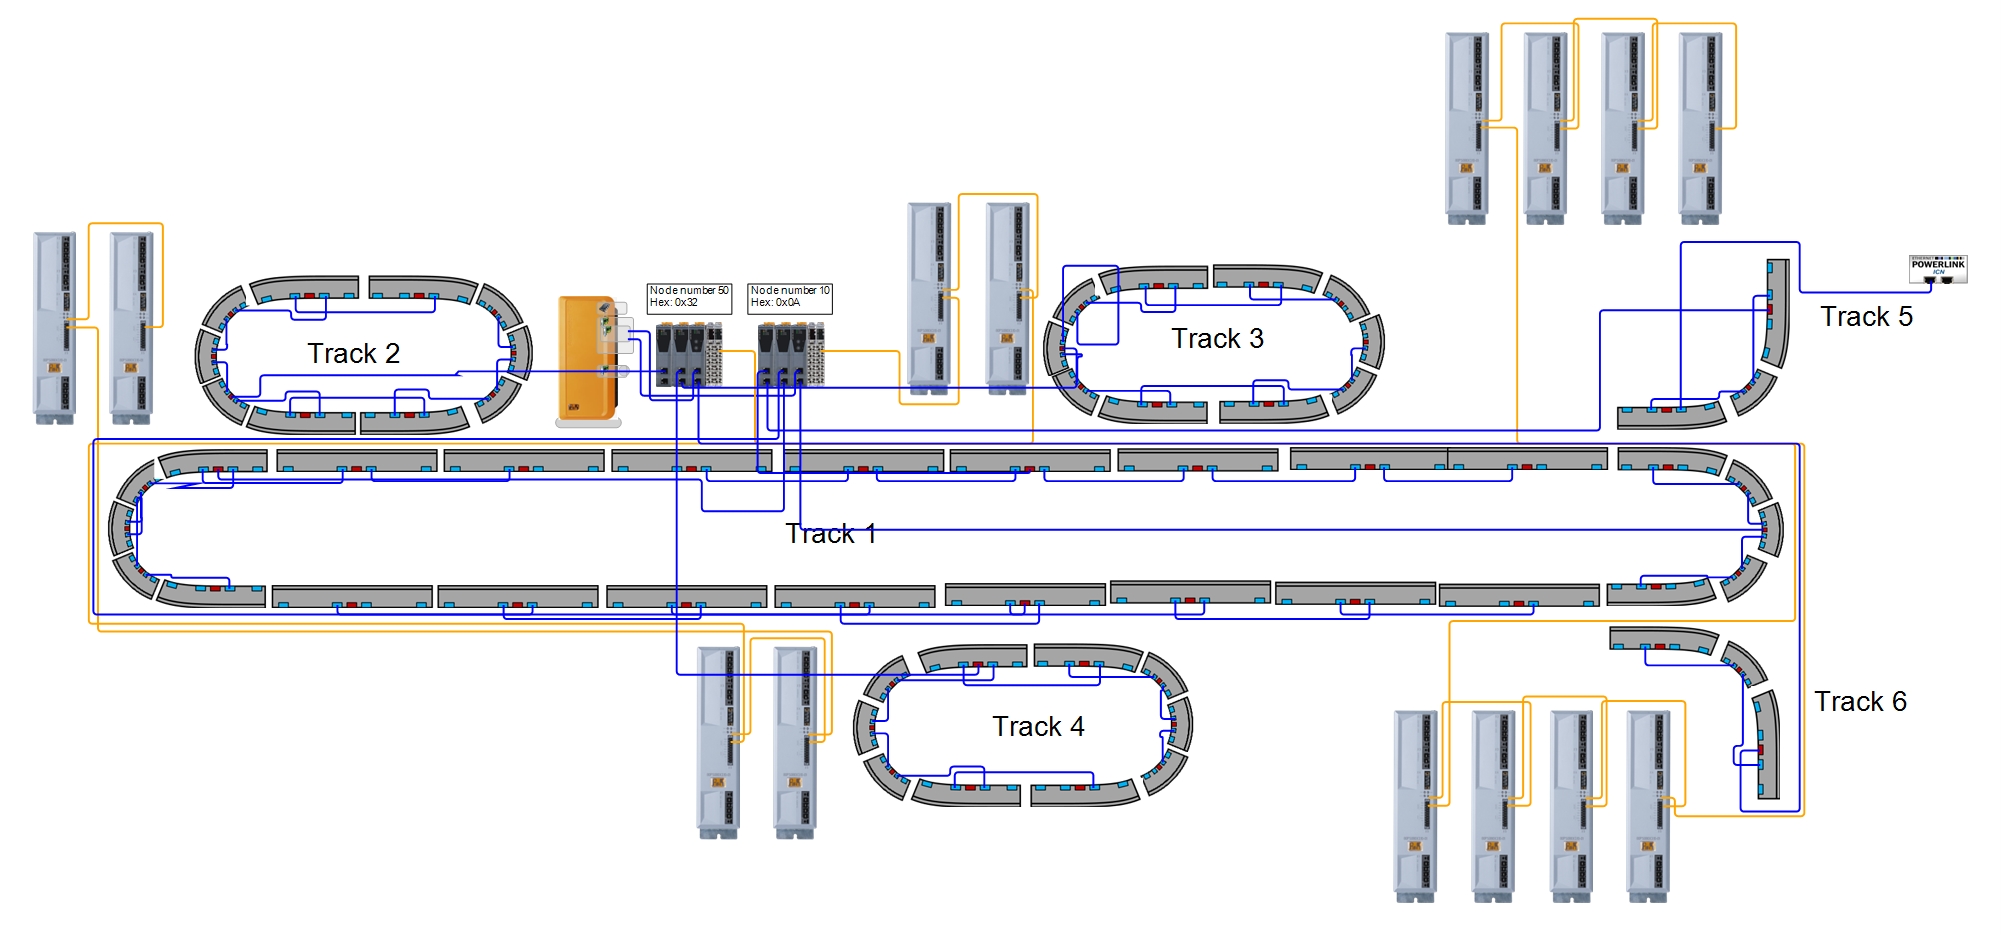 Node number 50
Hex: 0x32
Node number 10
Hex: 0x0A
POWERLINK
ICN
Track 2
Track 3
Track 5
Track 1
Track 4
Track 6